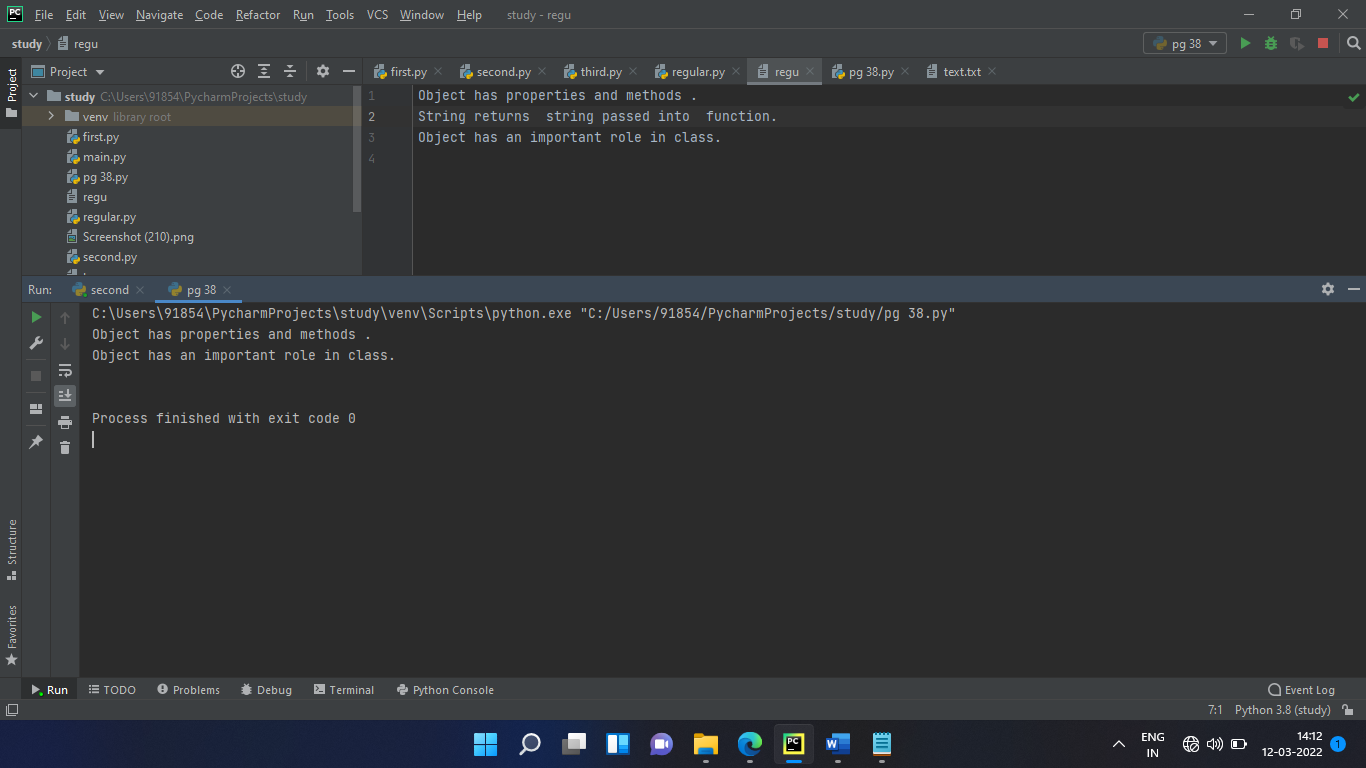 PC File Edit View Navigate Code Refactor Run Tools VCS Window Help study - regu
study regu pg 38
Project first.py second.py third.py regular.py regu pg 38.py text.txt
Project
study C:\Users\91854\PycharmProjects\study
venv library root
first.py
main.py
pg 38.py
regu
regular.py
Screenshot (210).png
second.py
1 Object has properties and methods .
2 String returns  string passed into  function.
3 Object has an important role in class.
4
Run: second pg 38
C:\Users\91854\PycharmProjects\study\venv\Scripts\python.exe "C:/Users/91854/PycharmProjects/study/pg 38.py"
Object has properties and methods .
Object has an important role in class.
Process finished with exit code 0
Structure
Favorites
Run TODO Problems Debug Terminal Python Console Event Log
7:1 Python 3.8 (study)
PC W ENG 14:12
IN 12-03-2022 1